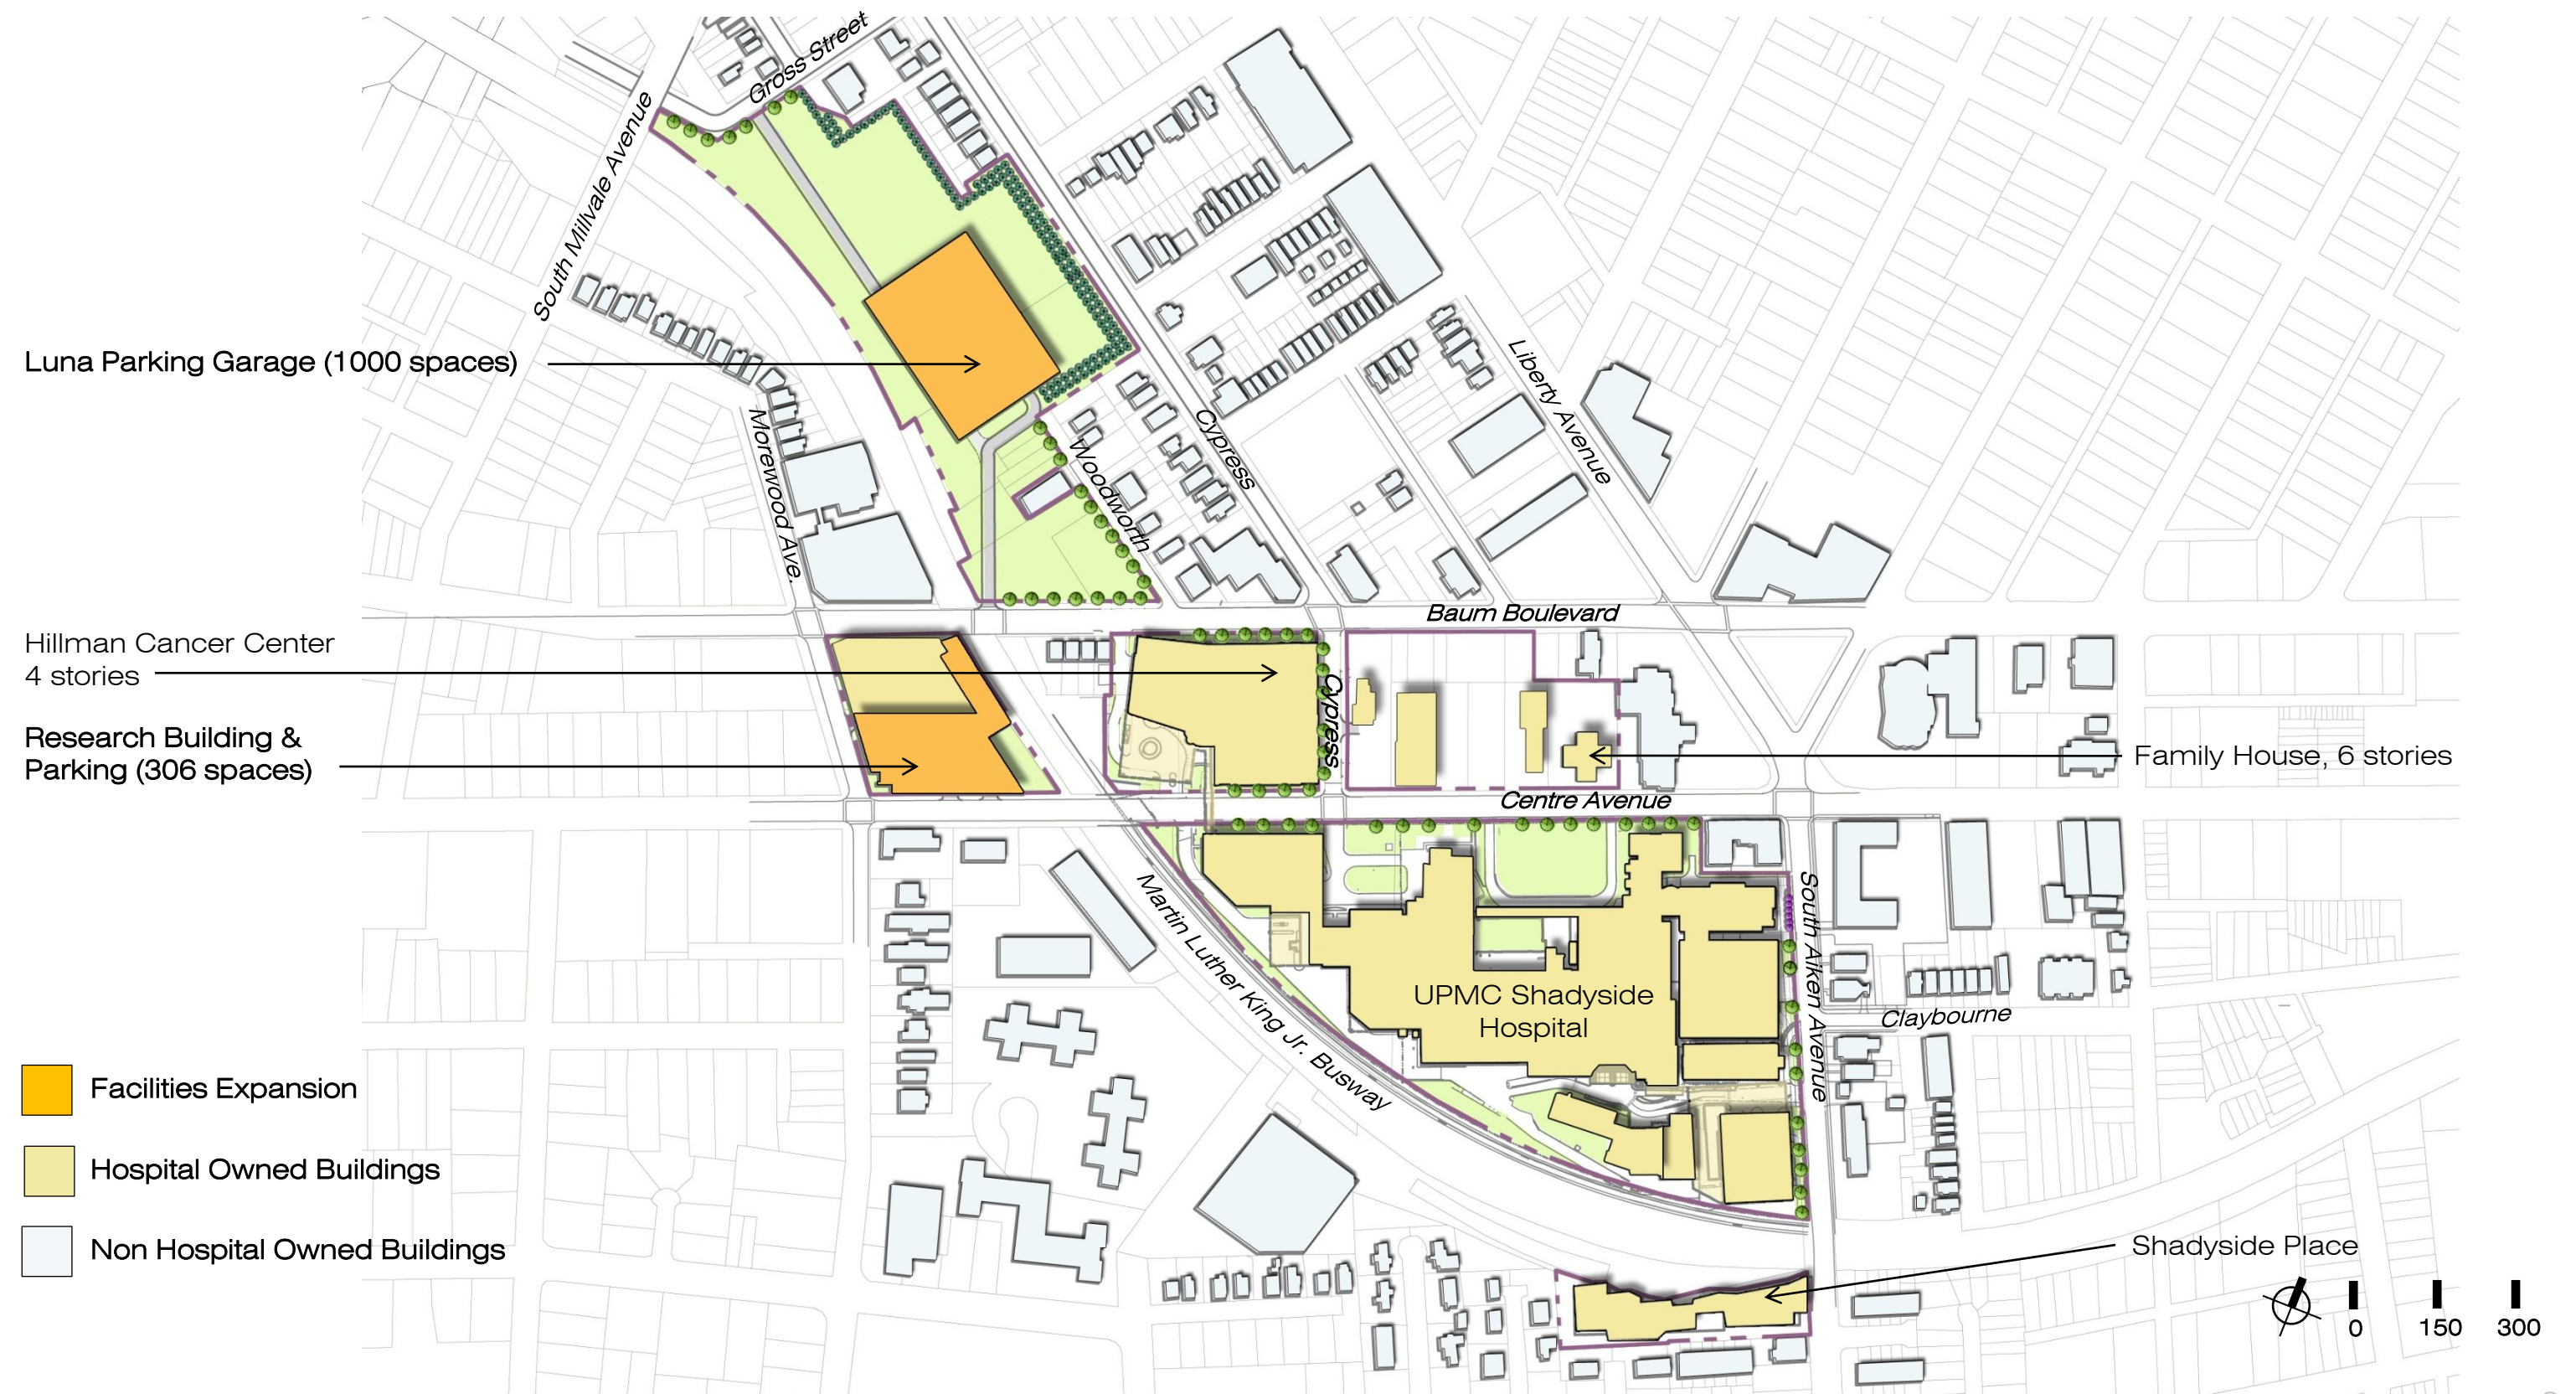 Gross Street
South Millvale Avenue
Luna Parking Garage (1000 spaces)
Morewood Ave.
Woodworth
Cypress
Liberty Avenue
Baum Boulevard
Hillman Cancer Center
4 stories
Cypress
Research Building &
Parking (306 spaces)
Family House, 6 stories
Centre Avenue
Martin Luther King Jr. Busway
South Aiken Avenue
UPMC Shadyside
Hospital
Claybourne
Facilities Expansion
Hospital Owned Buildings
Non Hospital Owned Buildings
Shadyside Place
0 150 300